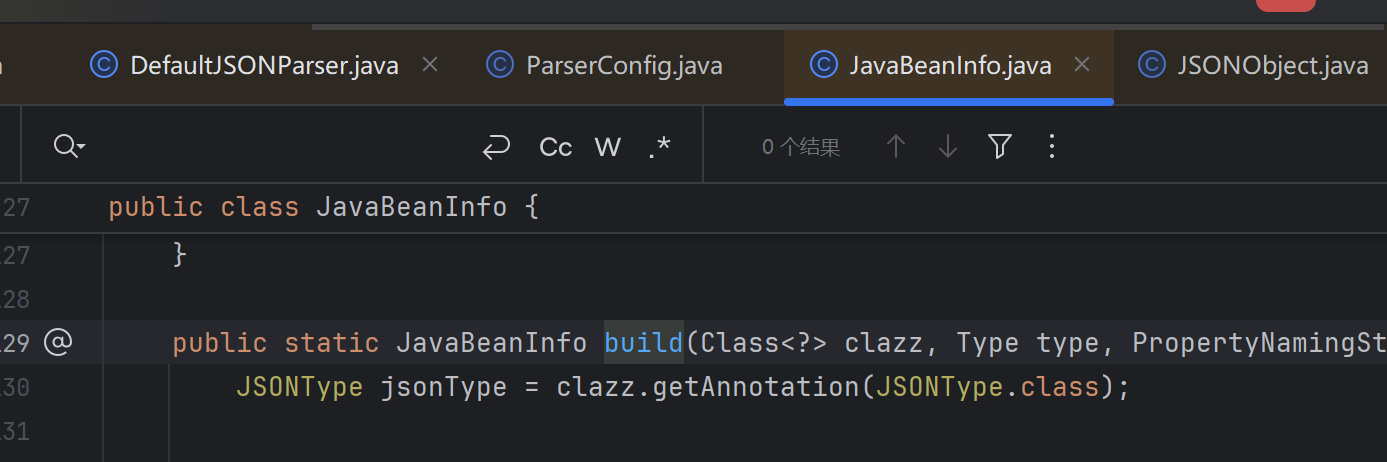 DefaultJSONParser.java ParserConfig.java JavaBeanInfo.java JSONObject.java
Cc W .* 0 个结果
27 public class JavaBeanInfo {
27 }
28
29 public static JavaBeanInfo build(Class<?> clazz, Type type, PropertyNamingSt
30 JSONType jsonType = clazz.getAnnotation(JSONType.class);
31